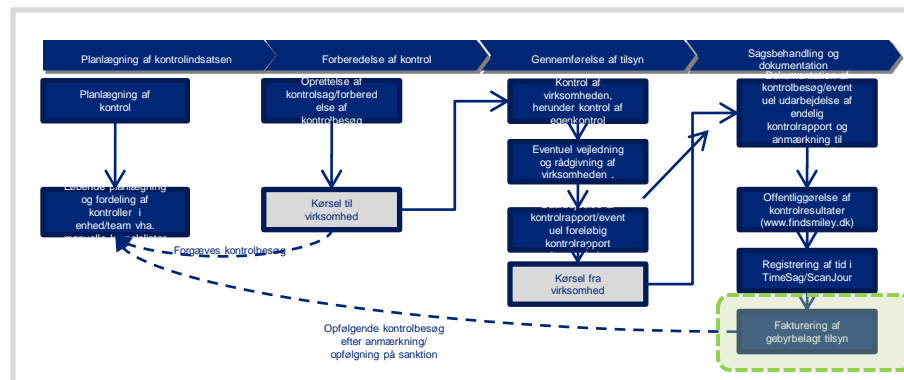 Planlægning af kontrolindsatsen
Forberedelse af kontrol
Gennemførelse af tilsyn
Sagsbehandling og
dokumentation
Planlægning af
kontrol
Løbende planlægning
og fordeling af
kontroller i
enhed/team vha.
Oprettelse af
kontrolsag/forbered
else af
kontrolbesøg
Kørsel til
virksomhed
Forgæves kontrolbesøg
Kontrol af
virksomheden,
herunder kontrol af
egenkontrol
Eventuel vejledning
og rådgivning af
virksomheden .
kontrolrapport/event
uel foreløbig
kontrolrapport
Kørsel fra
virksomhed
Dokumentation af
kontrolbesøg/event
uel udarbejdelse af
endelig
kontrolrapport og
anmærkning til
Offentliggørelse af
kontrolresultater
(www.findsmiley.dk)
Registrering af tid i
TimeSag/ScanJour
Fakturering af
gebyrbelagt tilsyn
Opfølgende kontrolbesøg
efter anmærkning/
opfølgning på sanktion